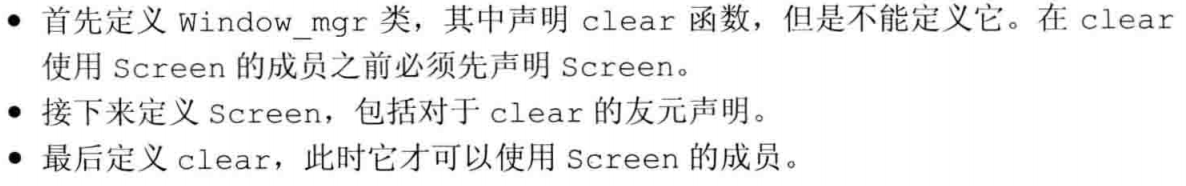 • 首先定义 Window_mgr 类，其中声明 clear 函数，但是不能定义它。在 clear
使用 Screen 的成员之前必须先声明 Screen。
• 接下来定义 Screen，包括对于 clear 的友元声明。
• 最后定义 clear，此时它才可以使用 Screen 的成员。